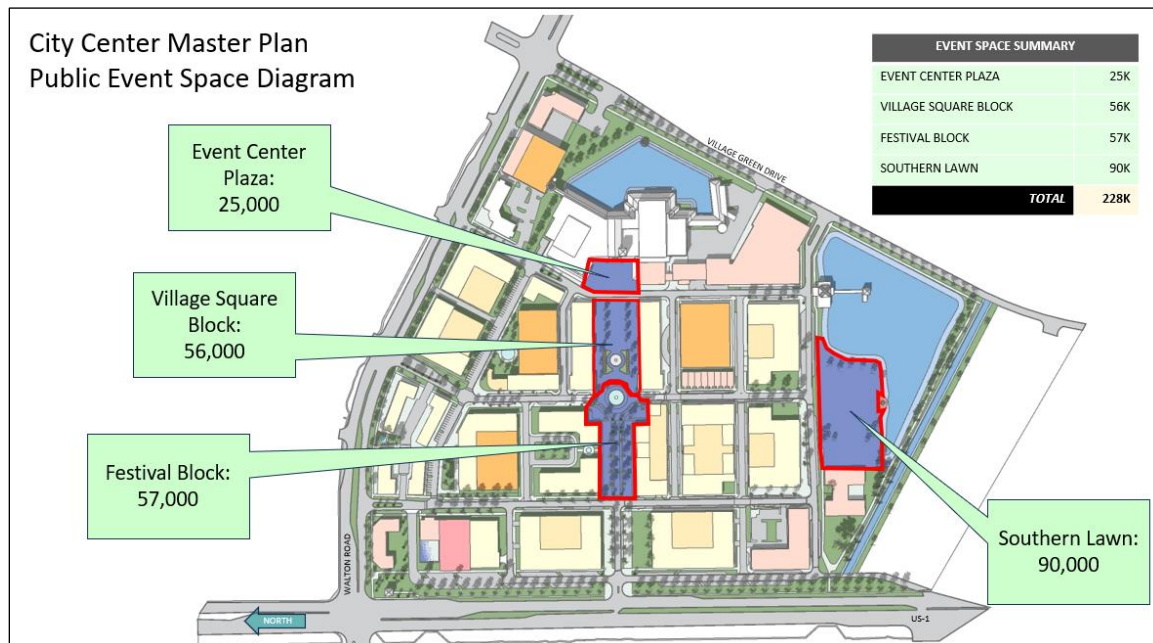 City Center Master Plan
Public Event Space Diagram
EVENT SPACE SUMMARY
EVENT CENTER PLAZA 25K
VILLAGE SQUARE BLOCK 56K
FESTIVAL BLOCK 57K
SOUTHERN LAWN 90K
TOTAL 228K
Event Center
Plaza:
25,000
VILLAGE GREEN DRIVE
Village Square
Block:
56,000
Festival Block:
57,000
Southern Lawn:
90,000
WALTON ROAD
NORTH
US-1